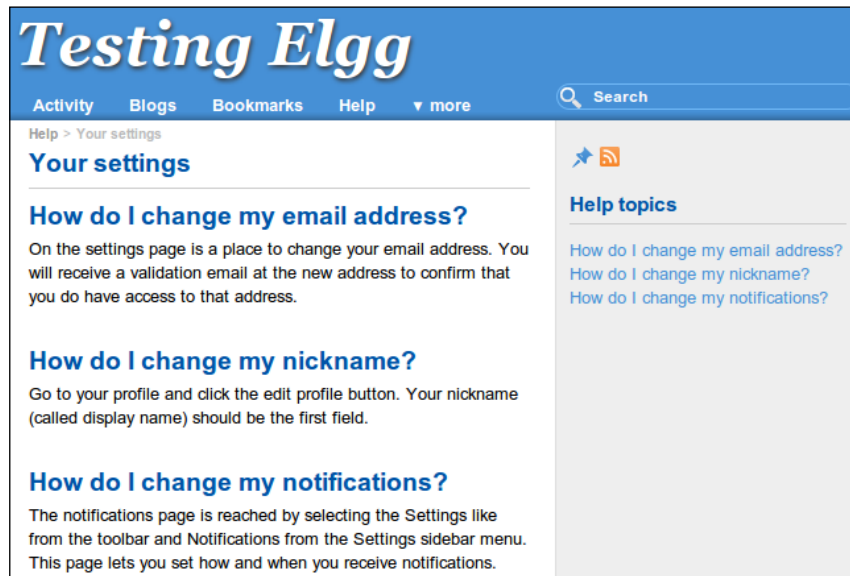 Testing Elgg
Activity Blogs Bookmarks Help ▼ more
Search
Help > Your settings
Your settings
How do I change my email address?
On the settings page is a place to change your email address. You
will receive a validation email at the new address to confirm that
you do have access to that address.
How do I change my nickname?
Go to your profile and click the edit profile button. Your nickname
(called display name) should be the first field.
How do I change my notifications?
The notifications page is reached by selecting the Settings like
from the toolbar and Notifications from the Settings sidebar menu.
This page lets you set how and when you receive notifications.
Help topics
How do I change my email address?
How do I change my nickname?
How do I change my notifications?